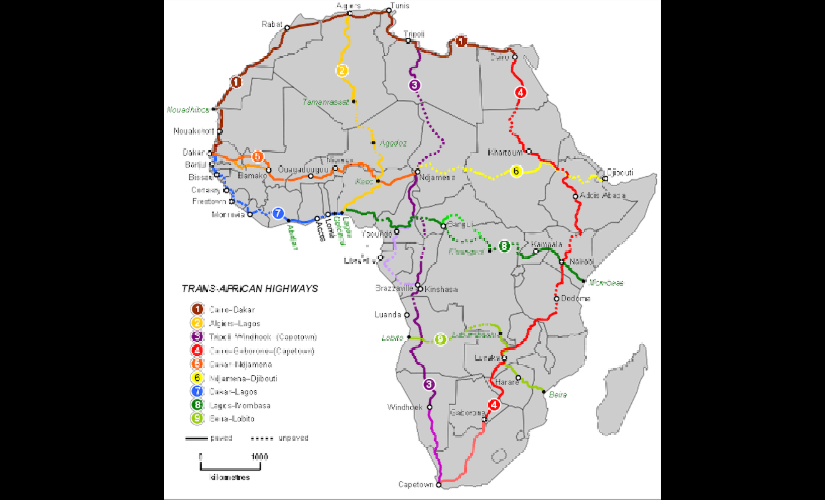 Algiers
Tunis
Rabat
Tripoli
1
Cairo
2
3
1
4
Tamanrasset
Nouadhibou
Nouakchott
Agadez
Khartoum
Dakar
5
Niamey
Djibouti
Banjul
Bissau
Bamako
Ouagadougou
Kano
Ndjamena
6
Conakry
Addis Ababa
Freetown
Monrovia
7
Abidjan
Accra
Lomé
Lagos
Yaoundé
Bangui
8
Kampala
Kisangani
Libreville
Nairobi
Mombasa
Brazzaville
Kinshasa
Dodoma
TRANS-AFRICAN HIGHWAYS
Luanda
1 Cairo-Dakar
2 Algiers-Lagos
Lobito
9
3 Tripoli-Windhoek (Capetown)
Lusaka
4 Cairo-Gaborone-(Capetown)
5 Dakar-Ndjamena
Harare
6 Ndjamena-Djibouti
3
Beira
7 Dakar-Lagos
8 Lagos-Mombasa
Windhoek
4
Gaborone
9 Beira-Lobito
paved
unpaved
0 1000
kilometres
Capetown